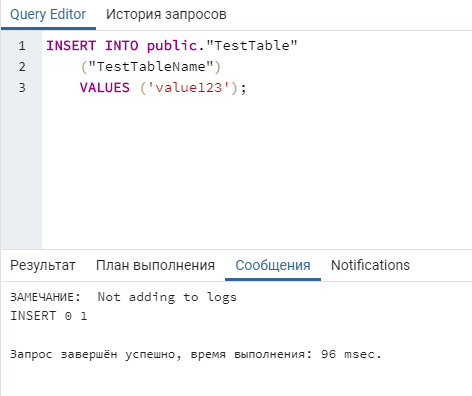 Query Editor История запросов
1 INSERT INTO public."TestTable"
2 ("TestTableName")
3 VALUES ('value123');
Результат План выполнения Сообщения Notifications
ЗАМЕЧАНИЕ: Not adding to logs
INSERT 0 1
Запрос завершён успешно, время выполнения: 96 msec.